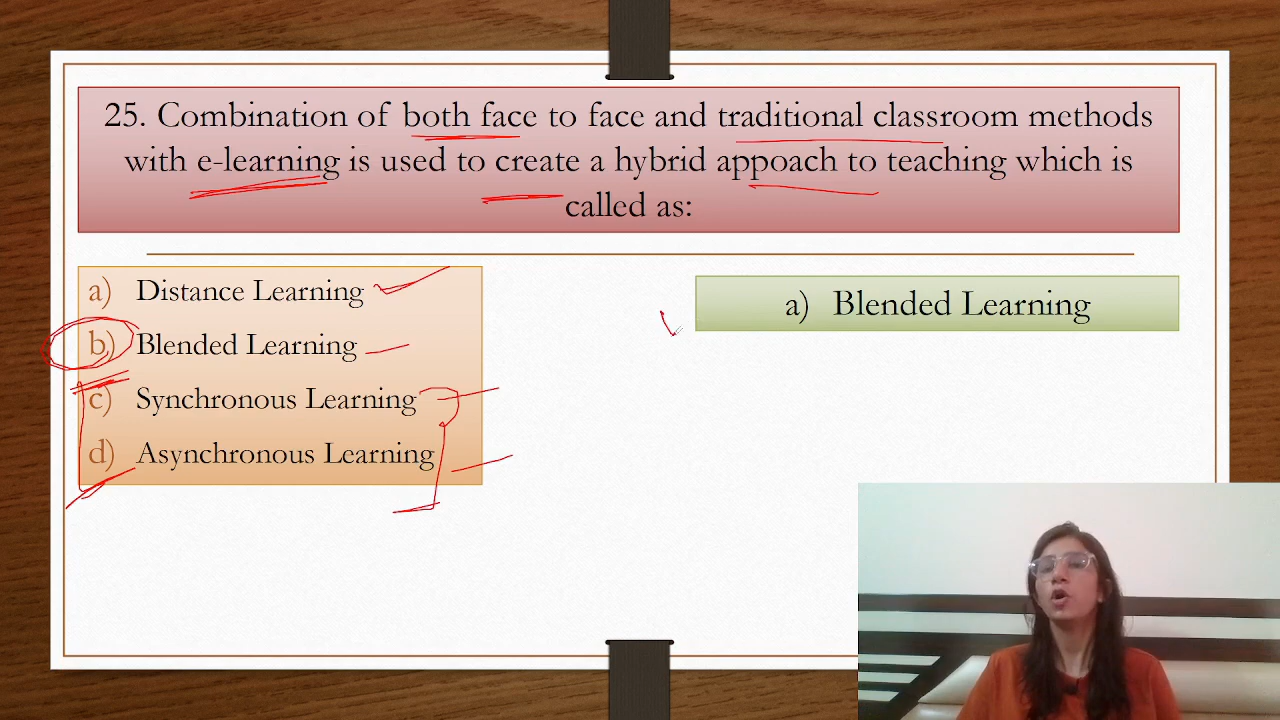 25. Combination of both face to face and traditional classroom methods
with e-learning is used to create a hybrid appoach to teaching which is
called as:
a) Distance Learning
b) Blended Learning
c) Synchronous Learning
d) Asynchronous Learning
a) Blended Learning